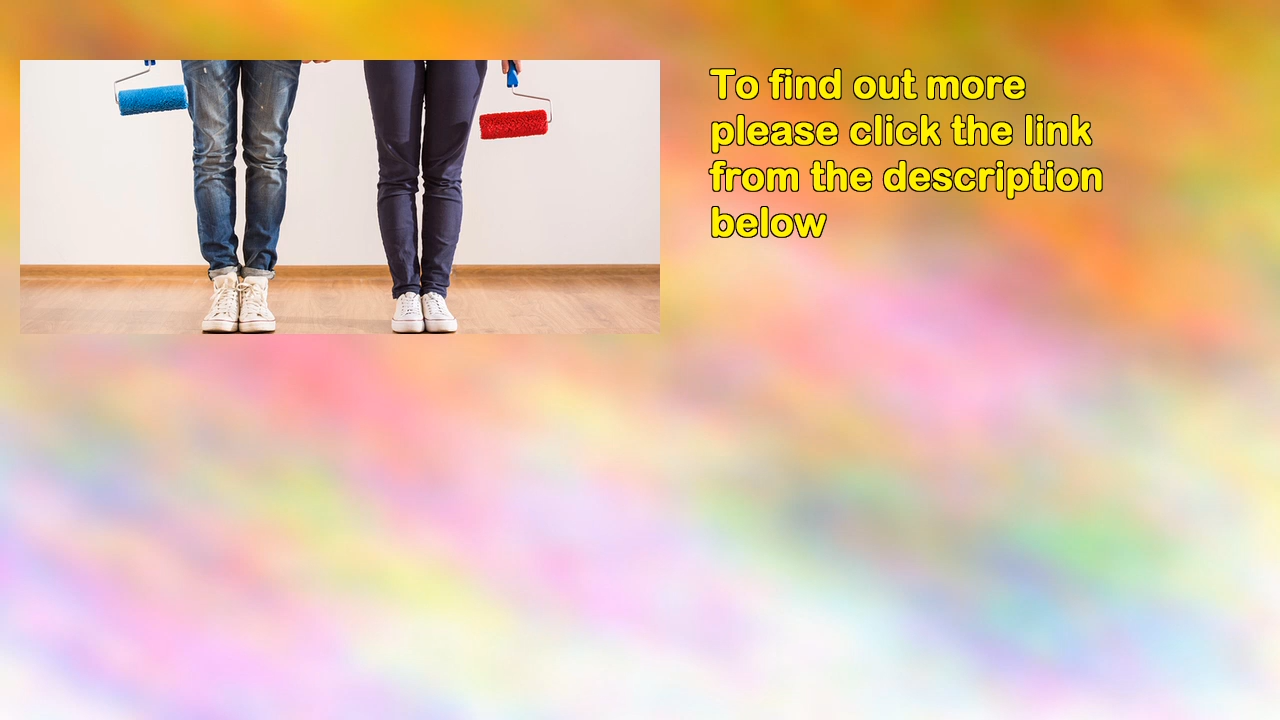 To find out more
please click the link
from the description
below